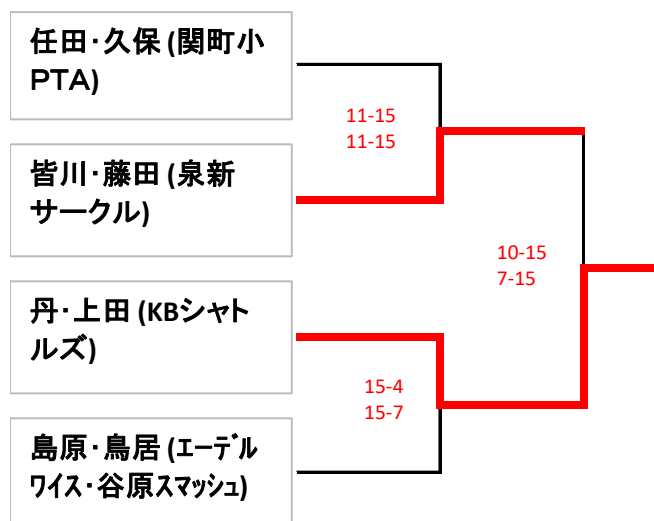 任田・久保 (関町小
PTA)
11-15
11-15
皆川・藤田 (泉新
サークル)
10-15
7-15
丹・上田 (KBシャト
ルズ)
15-4
15-7
島原・鳥居 (エーデル
ワイス・谷原スマッシュ)